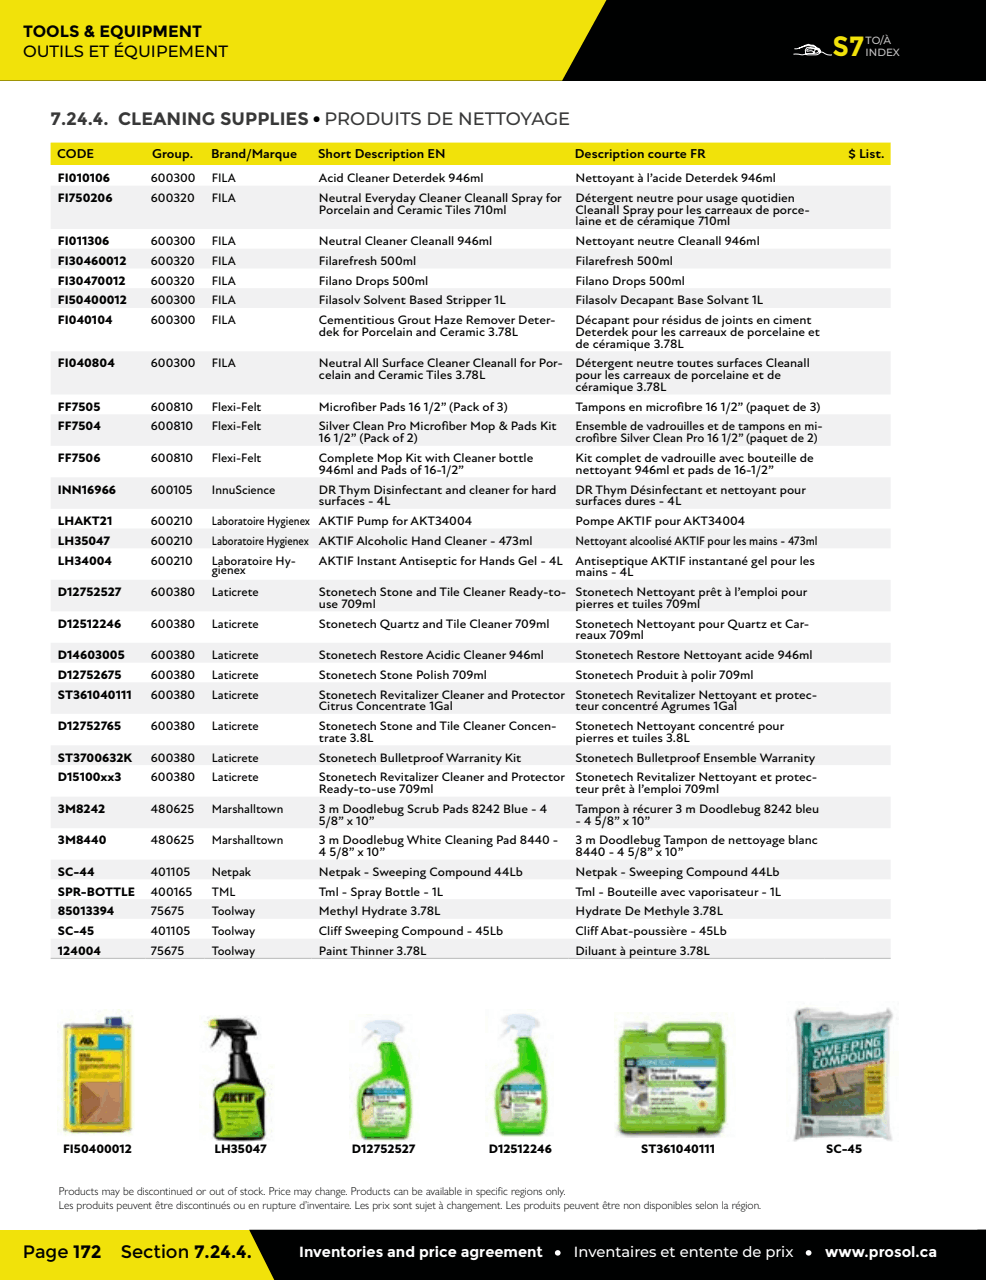 TOOLS & EQUIPMENT
OUTILS ET ÉQUIPEMENT
S7 TO/À INDEX
7.24.4. CLEANING SUPPLIES • PRODUITS DE NETTOYAGE
CODE Group. Brand/Marque Short Description EN Description courte FR $ List.
FI010106 600300 FILA Acid Cleaner Deterdek 946ml Nettoyant à l’acide Deterdek 946ml
FI750206 600320 FILA Neutral Everyday Cleaner Cleanall Spray for Détergent neutre pour usage quotidien
Porcelain and Ceramic Tiles 710ml Cleanall Spray pour les carreaux de porce-
laine et de céramique 710ml
FI011306 600300 FILA Neutral Cleaner Cleanall 946ml Nettoyant neutre Cleanall 946ml
FI30460012 600320 FILA Filarefresh 500ml Filarefresh 500ml
FI30470012 600320 FILA Filano Drops 500ml Filano Drops 500ml
FI50400012 600300 FILA Filasolv Solvent Based Stripper 1L Filasolv Decapant Base Solvant 1L
FI040104 600300 FILA Cementitious Grout Haze Remover Deter- Décapant pour résidus de joints en ciment
dek for Porcelain and Ceramic 3.78L Deterdek pour les carreaux de porcelaine et
de céramique 3.78L
FI040804 600300 FILA Neutral All Surface Cleaner Cleanall for Por- Détergent neutre toutes surfaces Cleanall
celain and Ceramic Tiles 3.78L pour les carreaux de porcelaine et de
céramique 3.78L
FF7505 600810 Flexi-Felt Microfiber Pads 16 1/2” (Pack of 3) Tampons en microfibre 16 1/2” (paquet de 3)
FF7504 600810 Flexi-Felt Silver Clean Pro Microfiber Mop & Pads Kit Ensemble de vadrouilles et de tampons en mi-
16 1/2” (Pack of 2) crofibre Silver Clean Pro 16 1/2” (paquet de 2)
FF7506 600810 Flexi-Felt Complete Mop Kit with Cleaner bottle Kit complet de vadrouille avec bouteille de
946ml and Pads of 16-1/2” nettoyant 946ml et pads de 16-1/2”
INN16966 600105 InnuScience DR Thym Disinfectant and cleaner for hard DR Thym Désinfectant et nettoyant pour
surfaces - 4L surfaces dures - 4L
LHAKT21 600210 Laboratoire Hygienex AKTIF Pump for AKT34004 Pompe AKTIF pour AKT34004
LH35047 600210 Laboratoire Hygienex AKTIF Alcoholic Hand Cleaner - 473ml Nettoyant alcoolisé AKTIF pour les mains - 473ml
LH34004 600210 Laboratoire Hy- AKTIF Instant Antiseptic for Hands Gel - 4L Antiseptique AKTIF instantané gel pour les
gienex mains - 4L
D12752527 600380 Laticrete Stonetech Stone and Tile Cleaner Ready-to- Stonetech Nettoyant prêt à l’emploi pour
use 709ml pierres et tuiles 709ml
D12512246 600380 Laticrete Stonetech Quartz and Tile Cleaner 709ml Stonetech Nettoyant pour Quartz et Car-
reaux 709ml
D14603005 600380 Laticrete Stonetech Restore Acidic Cleaner 946ml Stonetech Restore Nettoyant acide 946ml
D12752675 600380 Laticrete Stonetech Stone Polish 709ml Stonetech Produit à polir 709ml
ST361040111 600380 Laticrete Stonetech Revitalizer Cleaner and Protector Stonetech Revitalizer Nettoyant et protec-
Citrus Concentrate 1Gal teur concentré Agrumes 1Gal
D12752765 600380 Laticrete Stonetech Stone and Tile Cleaner Concen- Stonetech Nettoyant concentré pour
trate 3.8L pierres et tuiles 3.8L
ST3700632K 600380 Laticrete Stonetech Bulletproof Warranity Kit Stonetech Bulletproof Ensemble Warranity
D15100xx3 600380 Laticrete Stonetech Revitalizer Cleaner and Protector Stonetech Revitalizer Nettoyant et protec-
Ready-to-use 709ml teur prêt à l’emploi 709ml
3M8242 480625 Marshalltown 3 m Doodlebug Scrub Pads 8242 Blue - 4 Tampon à récurer 3 m Doodlebug 8242 bleu
5/8” x 10” - 4 5/8” x 10”
3M8440 480625 Marshalltown 3 m Doodlebug White Cleaning Pad 8440 - 3 m Doodlebug Tampon de nettoyage blanc
4 5/8” x 10” 8440 - 4 5/8” x 10”
SC-44 401105 Netpak Netpak - Sweeping Compound 44Lb Netpak - Sweeping Compound 44Lb
SPR-BOTTLE 400165 TML Tml - Spray Bottle - 1L Tml - Bouteille avec vaporisateur - 1L
85013394 75675 Toolway Methyl Hydrate 3.78L Hydrate De Methyle 3.78L
SC-45 401105 Toolway Cliff Sweeping Compound - 45Lb Cliff Abat-poussière - 45Lb
124004 75675 Toolway Paint Thinner 3.78L Diluant à peinture 3.78L
FILA
AKTIF
Revitalizer
Cleaner & Protector
SWEEPING
COMPOUND
FI50400012 LH35047 D12752527 D12512246 ST361040111 SC-45
Products may be discontinued or out of stock. Price may change. Products can be available in specific regions only.
Les produits peuvent être discontinués ou en rupture d’inventaire. Les prix sont sujet à changement. Les produits peuvent être non disponibles selon la région.
Page 172 Section 7.24.4. Inventories and price agreement • Inventaires et entente de prix • www.prosol.ca